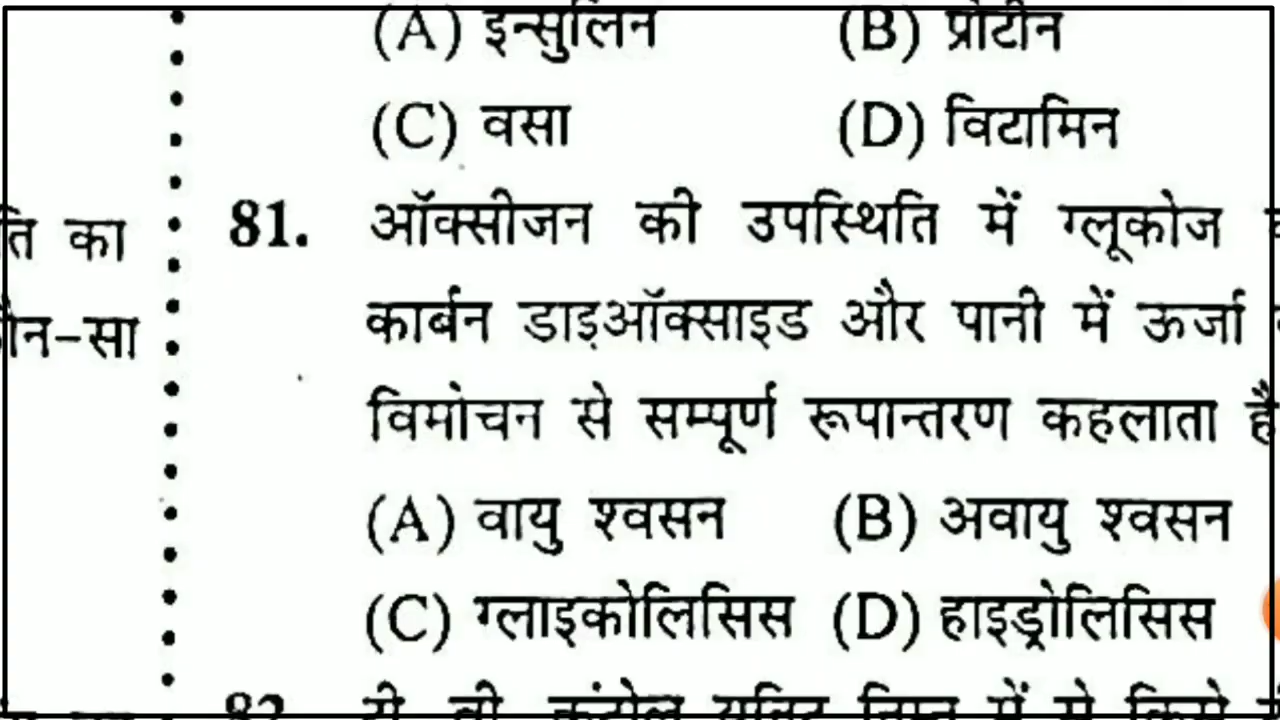 (A) इन्सुलिन (B) प्रोटीन
(C) वसा (D) विटामिन
का
81. ऑक्सीजन की उपस्थिति में ग्लूकोज
कार्बन डाइऑक्साइड और पानी में ऊर्जा
विमोचन से सम्पूर्ण रूपान्तरण कहलाता है
(A) वायु श्वसन (B) अवायु श्वसन
(C) ग्लाइकोलिसिस (D) हाइड्रोलिसिस